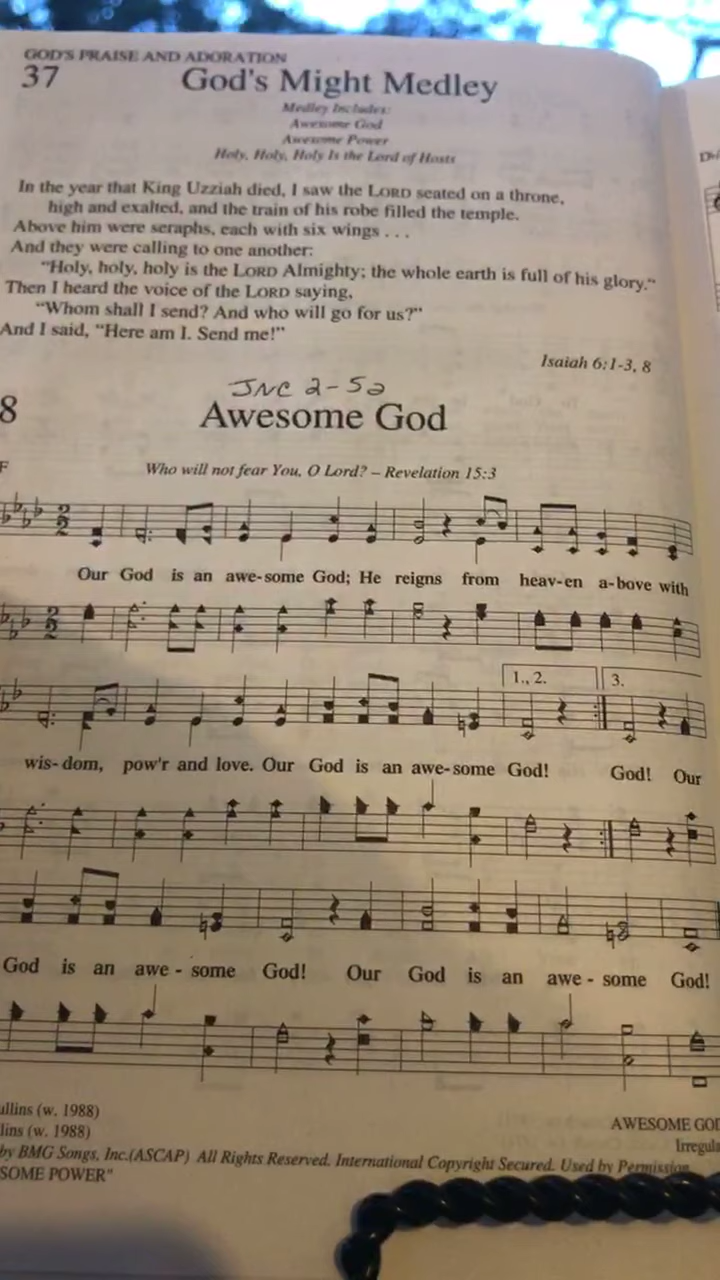 GOD'S PRAISE AND ADORATION
37 God's Might Medley
Medley Includes:
Awesome God
Awesome Power
Holy, Holy, Holy Is the Lord of Hosts
In the year that King Uzziah died, I saw the LORD seated on a throne,
high and exalted, and the train of his robe filled the temple.
Above him were seraphs, each with six wings . . .
And they were calling to one another:
"Holy, holy, holy is the LORD Almighty; the whole earth is full of his glory."
Then I heard the voice of the LORD saying,
"Whom shall I send? And who will go for us?"
And I said, "Here am I. Send me!"
Isaiah 6:1-3, 8
JNC 2-52
8 Awesome God
F Who will not fear You, O Lord? – Revelation 15:3
Our God is an awe-some God; He reigns from heav-en a-bove with
1., 2. 3.
wis-dom, pow'r and love. Our God is an awe-some God! God! Our
God is an awe - some God! Our God is an awe - some God!
ullins (w. 1988)
AWESOME GOD
lins (w. 1988)
Irregula
by BMG Songs, Inc.(ASCAP) All Rights Reserved. International Copyright Secured. Used by Permission.
SOME POWER"